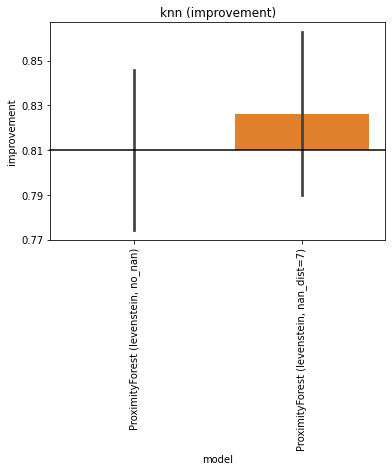 knn (improvement)
improvement
0.85
0.83
0.81
0.79
0.77
ProximityForest (levenstein, no_nan)
ProximityForest (levenstein, nan_dist=7)
model